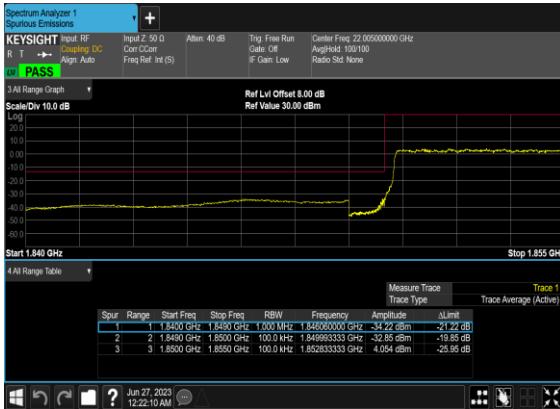 Spectrum Analyzer 1
Spurious Emissions
KEYSIGHT Input: RF Input Z: 50 Ω Atten: 40 dB Trig: Free Run Center Freq: 22.005000000 GHz
R T Coupling: DC Corr CCorr Gate: Off Avg|Hold: 100/100
Align: Auto Freq Ref: Int (S) IF Gain: Low Radio Std: None
LXI PASS
3 All Range Graph Ref Lvl Offset 8.00 dB
Scale/Div 10.0 dB Ref Value 30.00 dBm
Log
20.0
10.0
0.00
-10.0
-20.0
-30.0
-40.0
-50.0
-60.0
Start 1.840 GHz Stop 1.855 GH
4 All Range Table
Measure Trace Trace 1
Trace Type Trace Average (Active)
Spur Range Start Freq Stop Freq RBW Frequency Amplitude ΔLimit
1 1 1.8400 GHz 1.8490 GHz 1.000 MHz 1.846060000 GHz -34.22 dBm -21.22 dB
2 2 1.8490 GHz 1.8500 GHz 100.0 kHz 1.849993333 GHz -32.85 dBm -19.85 dB
3 3 1.8500 GHz 1.8550 GHz 100.0 kHz 1.852833333 GHz 4.054 dBm -25.95 dB
Jun 27, 2023
12:22:10 AM